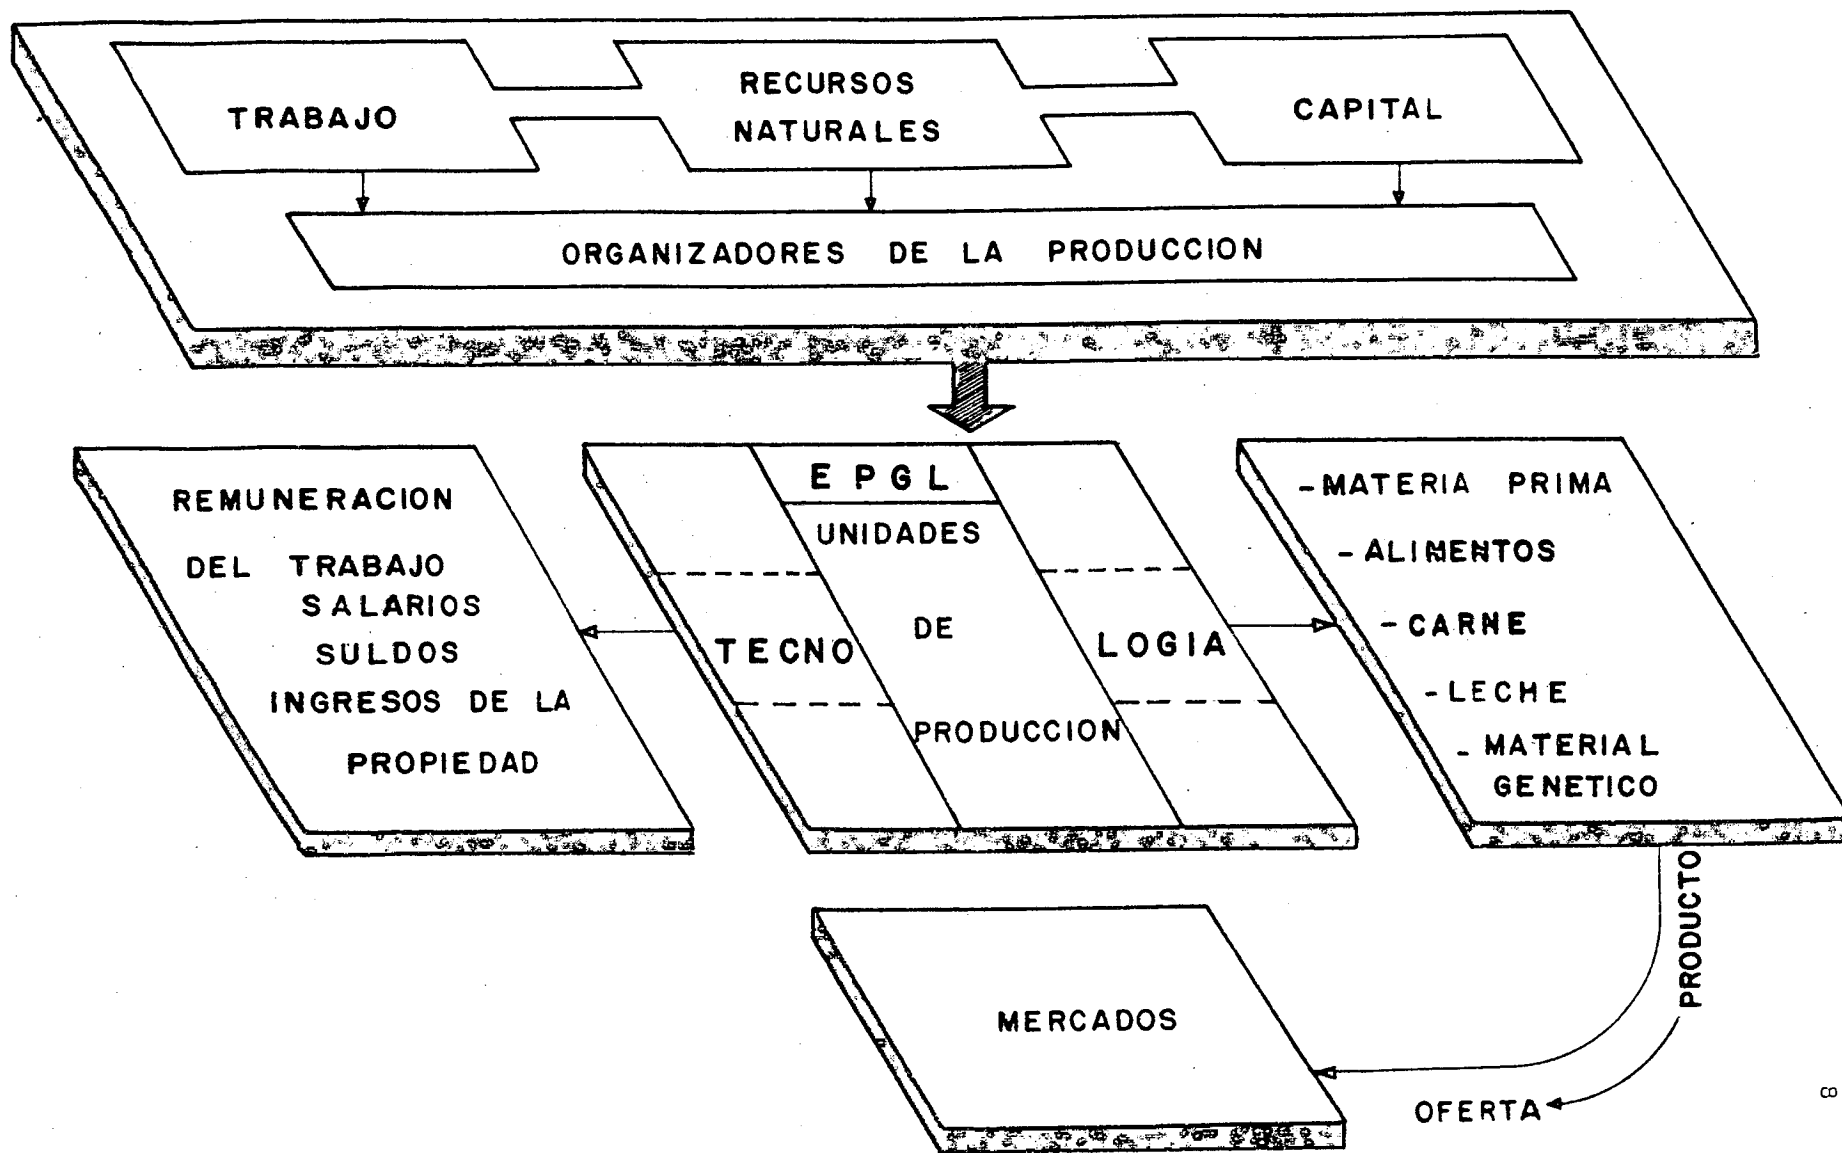 TRABAJO
RECURSOS
NATURALES
CAPITAL
ORGANIZADORES DE LA PRODUCCION
REMUNERACION
DEL TRABAJO
SALARIOS
SULDOS
INGRESOS DE LA
PROPIEDAD
E P G L
UNIDADES
DE
PRODUCCION
TECNO LOGIA
-MATERIA PRIMA
-ALIMENTOS
-CARNE
-LECHE
-MATERIAL
GENETICO
PRODUCTO
MERCADOS
OFERTA
8